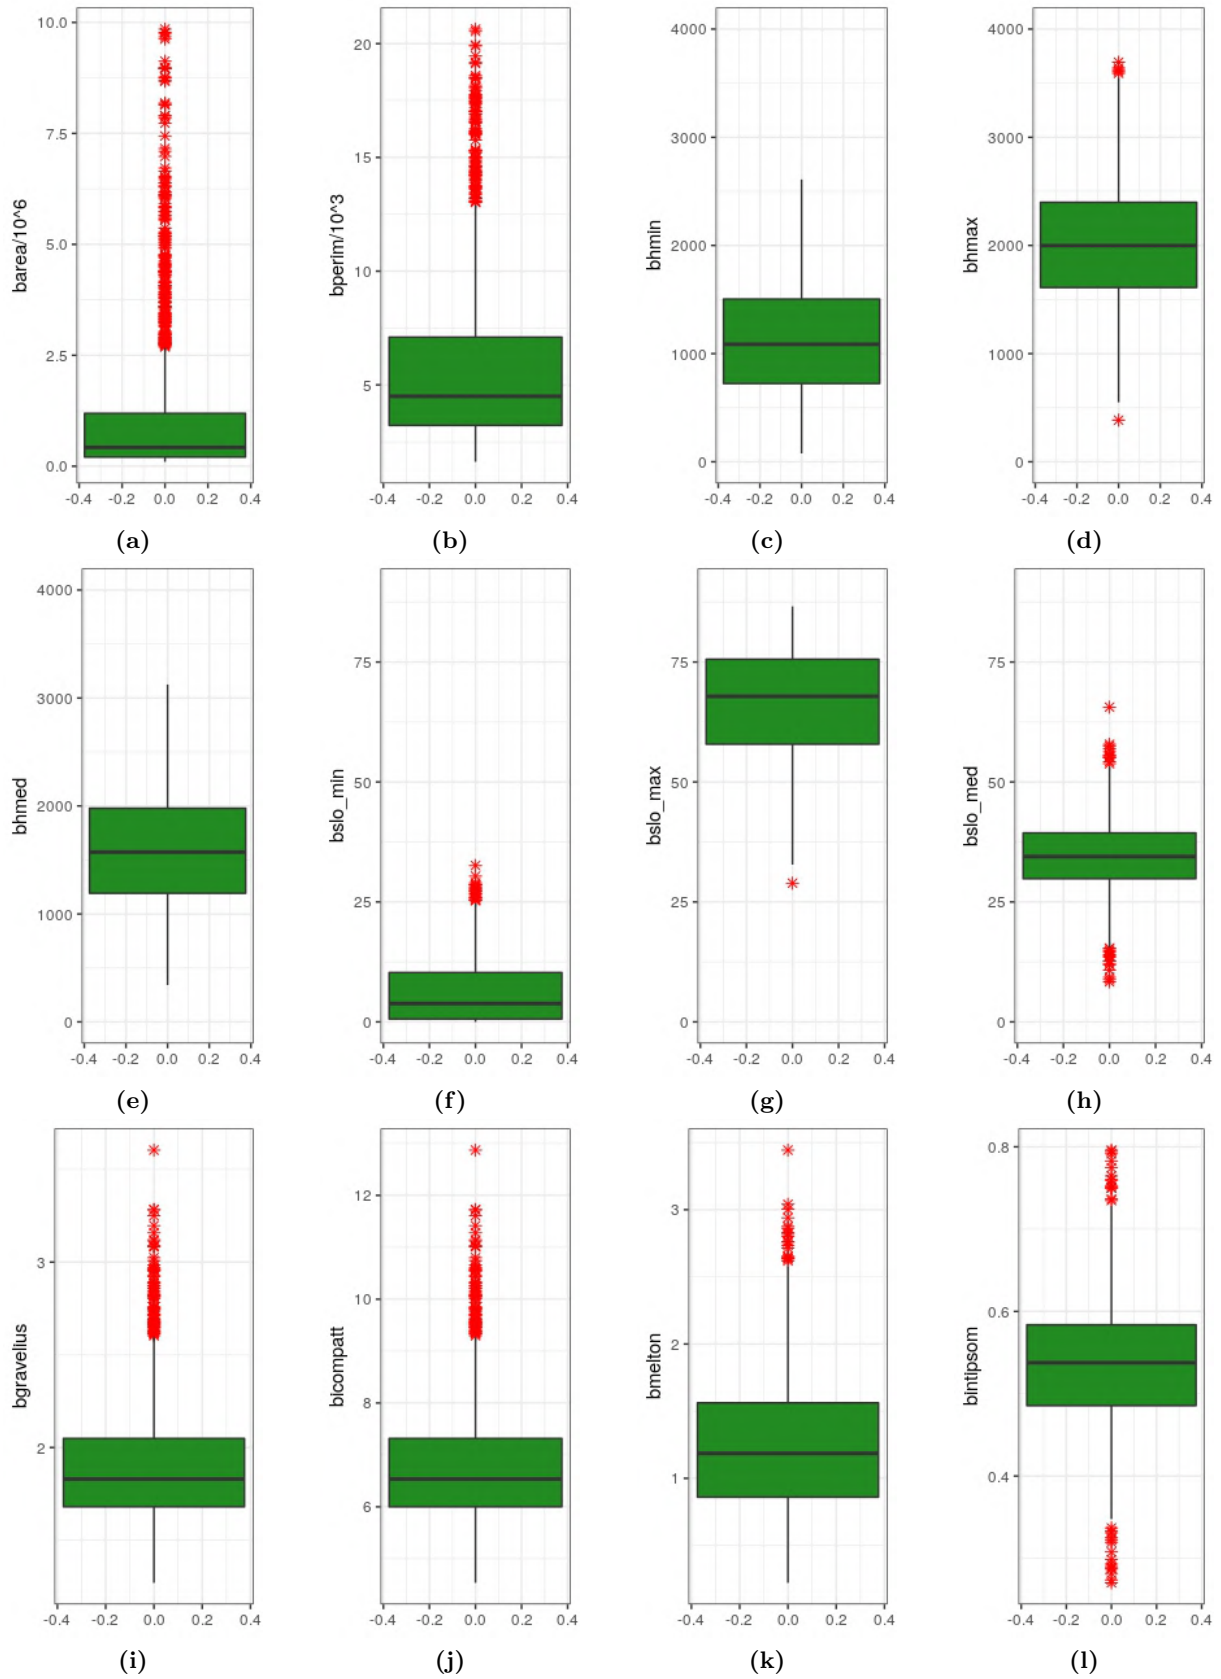 barea/10^6
10.0
7.5
5.0
2.5
0.0
-0.4 -0.2 0.0 0.2 0.4
(a)
bperim/10^3
20
15
10
5
-0.4 -0.2 0.0 0.2 0.4
(b)
bhmin
4000
3000
2000
1000
0
-0.4 -0.2 0.0 0.2 0.4
(c)
bhmax
4000
3000
2000
1000
0
-0.4 -0.2 0.0 0.2 0.4
(d)
bhmed
4000
3000
2000
1000
0
-0.4 -0.2 0.0 0.2 0.4
(e)
bslo_min
75
50
25
0
-0.4 -0.2 0.0 0.2 0.4
(f)
bslo_max
75
50
25
0
-0.4 -0.2 0.0 0.2 0.4
(g)
bslo_med
75
50
25
0
-0.4 -0.2 0.0 0.2 0.4
(h)
bgravelius
3
2
-0.4 -0.2 0.0 0.2 0.4
(i)
bicompatt
12
10
8
6
-0.4 -0.2 0.0 0.2 0.4
(j)
bmelton
3
2
1
-0.4 -0.2 0.0 0.2 0.4
(k)
bintipsom
0.8
0.6
0.4
-0.4 -0.2 0.0 0.2 0.4
(l)